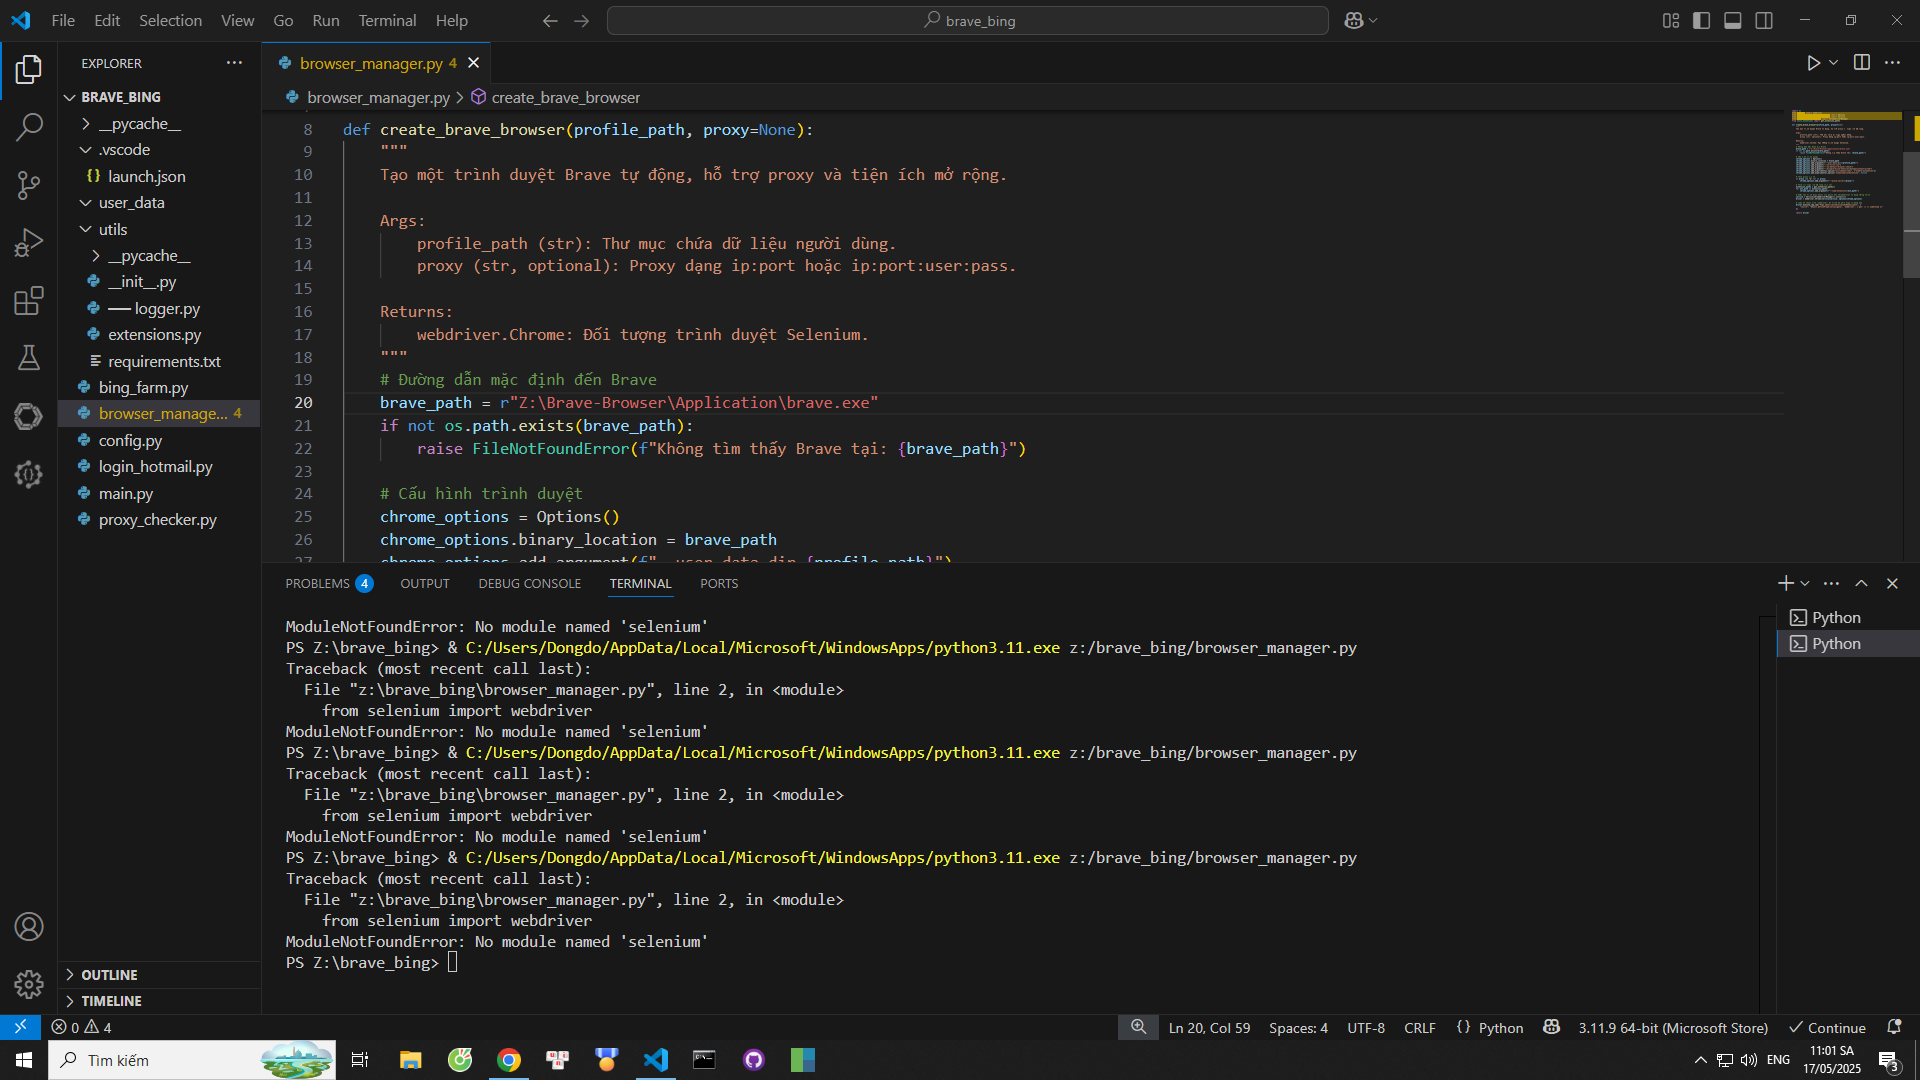 File Edit Selection View Go Run Terminal Help
brave_bing
EXPLORER
BRAVE_BING
__pycache__
.vscode
launch.json
user_data
utils
__pycache__
__init__.py
── logger.py
extensions.py
requirements.txt
bing_farm.py
browser_manage... 4
config.py
login_hotmail.py
main.py
proxy_checker.py
OUTLINE
TIMELINE
browser_manager.py 4
browser_manager.py > create_brave_browser
8 def create_brave_browser(profile_path, proxy=None):
9 """
10 Tạo một trình duyệt Brave tự động, hỗ trợ proxy và tiện ích mở rộng.
11
12 Args:
13 profile_path (str): Thư mục chứa dữ liệu người dùng.
14 proxy (str, optional): Proxy dạng ip:port hoặc ip:port:user:pass.
15
16 Returns:
17 webdriver.Chrome: Đối tượng trình duyệt Selenium.
18 """
19 # Đường dẫn mặc định đến Brave
20 brave_path = r"Z:\Brave-Browser\Application\brave.exe"
21 if not os.path.exists(brave_path):
22 raise FileNotFoundError(f"Không tìm thấy Brave tại: {brave_path}")
23
24 # Cấu hình trình duyệt
25 chrome_options = Options()
26 chrome_options.binary_location = brave_path
PROBLEMS 4 OUTPUT DEBUG CONSOLE TERMINAL PORTS
Python
Python
ModuleNotFoundError: No module named 'selenium'
PS Z:\brave_bing> & C:/Users/Dongdo/AppData/Local/Microsoft/WindowsApps/python3.11.exe z:/brave_bing/browser_manager.py
Traceback (most recent call last):
File "z:\brave_bing\browser_manager.py", line 2, in <module>
from selenium import webdriver
ModuleNotFoundError: No module named 'selenium'
PS Z:\brave_bing> & C:/Users/Dongdo/AppData/Local/Microsoft/WindowsApps/python3.11.exe z:/brave_bing/browser_manager.py
Traceback (most recent call last):
File "z:\brave_bing\browser_manager.py", line 2, in <module>
from selenium import webdriver
ModuleNotFoundError: No module named 'selenium'
PS Z:\brave_bing> & C:/Users/Dongdo/AppData/Local/Microsoft/WindowsApps/python3.11.exe z:/brave_bing/browser_manager.py
Traceback (most recent call last):
File "z:\brave_bing\browser_manager.py", line 2, in <module>
from selenium import webdriver
ModuleNotFoundError: No module named 'selenium'
PS Z:\brave_bing>
0 4 Ln 20, Col 59 Spaces: 4 UTF-8 CRLF {} Python 3.11.9 64-bit (Microsoft Store) Continue
Tìm kiếm
ENG
11:01 SA
17/05/2025
3